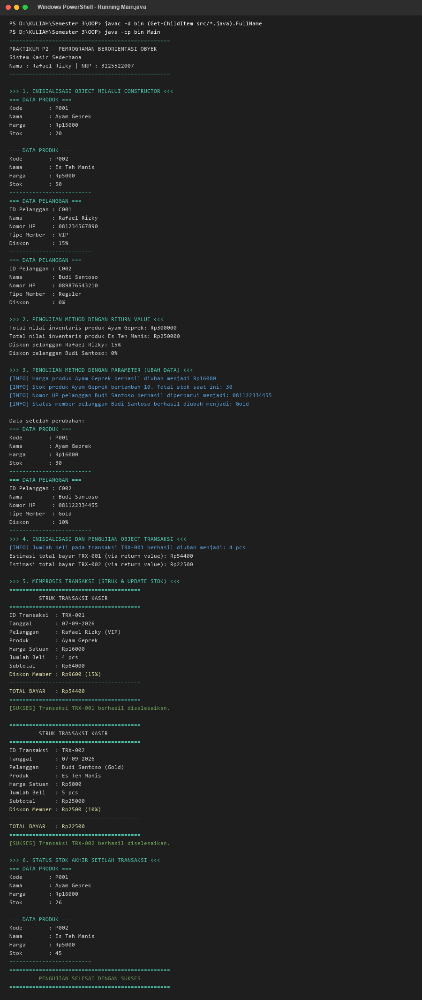 Windows PowerShell - Running Main.java
PS D:\KULIAH\Semester 3\OOP> javac -d bin (Get-ChildItem src/*.java).FullName
PS D:\KULIAH\Semester 3\OOP> java -cp bin Main
=================================================
PRAKTIKUM P2 - PEMROGRAMAN BERORIENTASI OBYEK
Sistem Kasir Sederhana
Nama : Rafael Rizky | NRP : 3125522007
=================================================

>>> 1. INISIALISASI OBJECT MELALUI CONSTRUCTOR <<<
=== DATA PRODUK ===
Kode        : P001
Nama        : Ayam Geprek
Harga       : Rp15000
Stok        : 20
-------------------------
=== DATA PRODUK ===
Kode        : P002
Nama        : Es Teh Manis
Harga       : Rp5000
Stok        : 50
-------------------------
=== DATA PELANGGAN ===
ID Pelanggan : C001
Nama         : Rafael Rizky
Nomor HP     : 081234567890
Tipe Member  : VIP
Diskon       : 15%
-------------------------
=== DATA PELANGGAN ===
ID Pelanggan : C002
Nama         : Budi Santoso
Nomor HP     : 089876543210
Tipe Member  : Reguler
Diskon       : 0%
-------------------------
>>> 2. PENGUJIAN METHOD DENGAN RETURN VALUE <<<
Total nilai inventaris produk Ayam Geprek: Rp300000
Total nilai inventaris produk Es Teh Manis: Rp250000
Diskon pelanggan Rafael Rizky: 15%
Diskon pelanggan Budi Santoso: 0%

>>> 3. PENGUJIAN METHOD DENGAN PARAMETER (UBAH DATA) <<<
[INFO] Harga produk Ayam Geprek berhasil diubah menjadi Rp16000
[INFO] Stok produk Ayam Geprek bertambah 10. Total stok saat ini: 30
[INFO] Nomor HP pelanggan Budi Santoso berhasil diperbarui menjadi: 081122334455
[INFO] Status member pelanggan Budi Santoso berhasil diubah menjadi: Gold

Data setelah perubahan:
=== DATA PRODUK ===
Kode        : P001
Nama        : Ayam Geprek
Harga       : Rp16000
Stok        : 30
-------------------------
=== DATA PELANGGAN ===
ID Pelanggan : C002
Nama         : Budi Santoso
Nomor HP     : 081122334455
Tipe Member  : Gold
Diskon       : 10%
-------------------------
>>> 4. INISIALISASI DAN PENGUJIAN OBJECT TRANSAKSI <<<
[INFO] Jumlah beli pada transaksi TRX-001 berhasil diubah menjadi: 4 pcs
Estimasi total bayar TRX-001 (via return value): Rp54400
Estimasi total bayar TRX-002 (via return value): Rp22500

>>> 5. MEMPROSES TRANSAKSI (STRUK & UPDATE STOK) <<<
========================================
         STRUK TRANSAKSI KASIR
========================================
ID Transaksi  : TRX-001
Tanggal       : 07-09-2026
Pelanggan     : Rafael Rizky (VIP)
Produk        : Ayam Geprek
Harga Satuan  : Rp16000
Jumlah Beli   : 4 pcs
Subtotal      : Rp64000
Diskon Member : Rp9600 (15%)
----------------------------------------
TOTAL BAYAR   : Rp54400
========================================
[SUKSES] Transaksi TRX-001 berhasil diselesaikan.

========================================
         STRUK TRANSAKSI KASIR
========================================
ID Transaksi  : TRX-002
Tanggal       : 07-09-2026
Pelanggan     : Budi Santoso (Gold)
Produk        : Es Teh Manis
Harga Satuan  : Rp5000
Jumlah Beli   : 5 pcs
Subtotal      : Rp25000
Diskon Member : Rp2500 (10%)
----------------------------------------
TOTAL BAYAR   : Rp22500
========================================
[SUKSES] Transaksi TRX-002 berhasil diselesaikan.

>>> 6. STATUS STOK AKHIR SETELAH TRANSAKSI <<<
=== DATA PRODUK ===
Kode        : P001
Nama        : Ayam Geprek
Harga       : Rp16000
Stok        : 26
-------------------------
=== DATA PRODUK ===
Kode        : P002
Nama        : Es Teh Manis
Harga       : Rp5000
Stok        : 45
-------------------------
=================================================
         PENGUJIAN SELESAI DENGAN SUKSES
=================================================